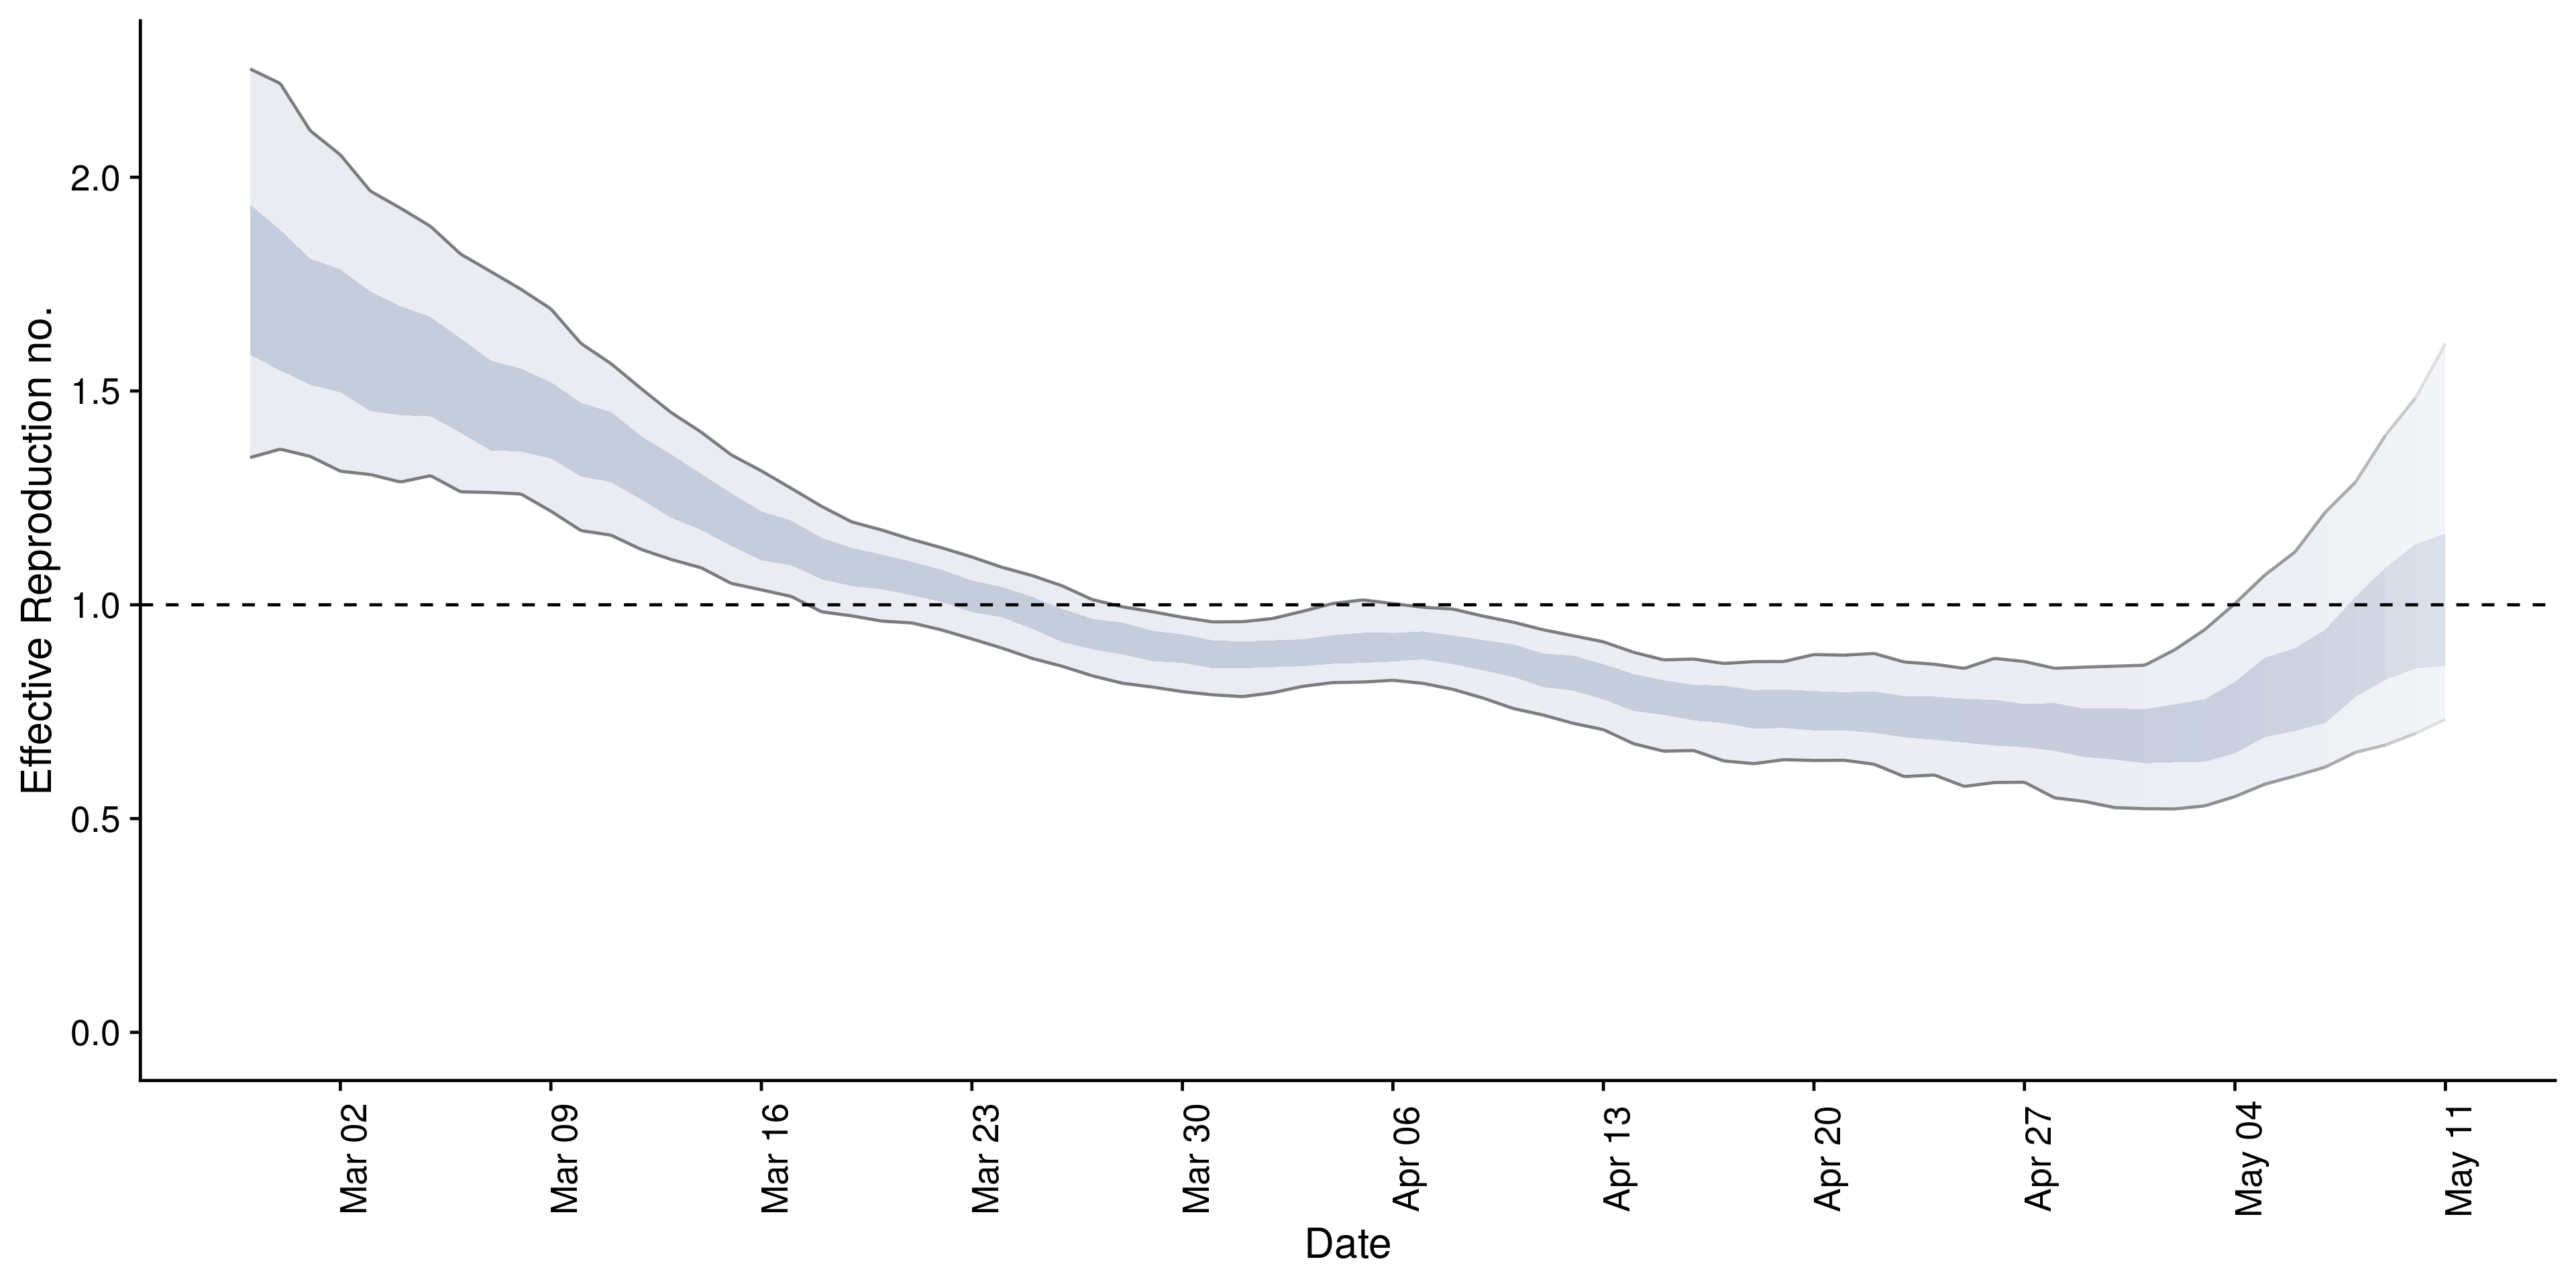 Effective Reproduction no.
2.0
1.5
1.0
0.5
0.0
Mar 02
Mar 09
Mar 16
Mar 23
Mar 30
Apr 06
Apr 13
Apr 20
Apr 27
May 04
May 11
Date